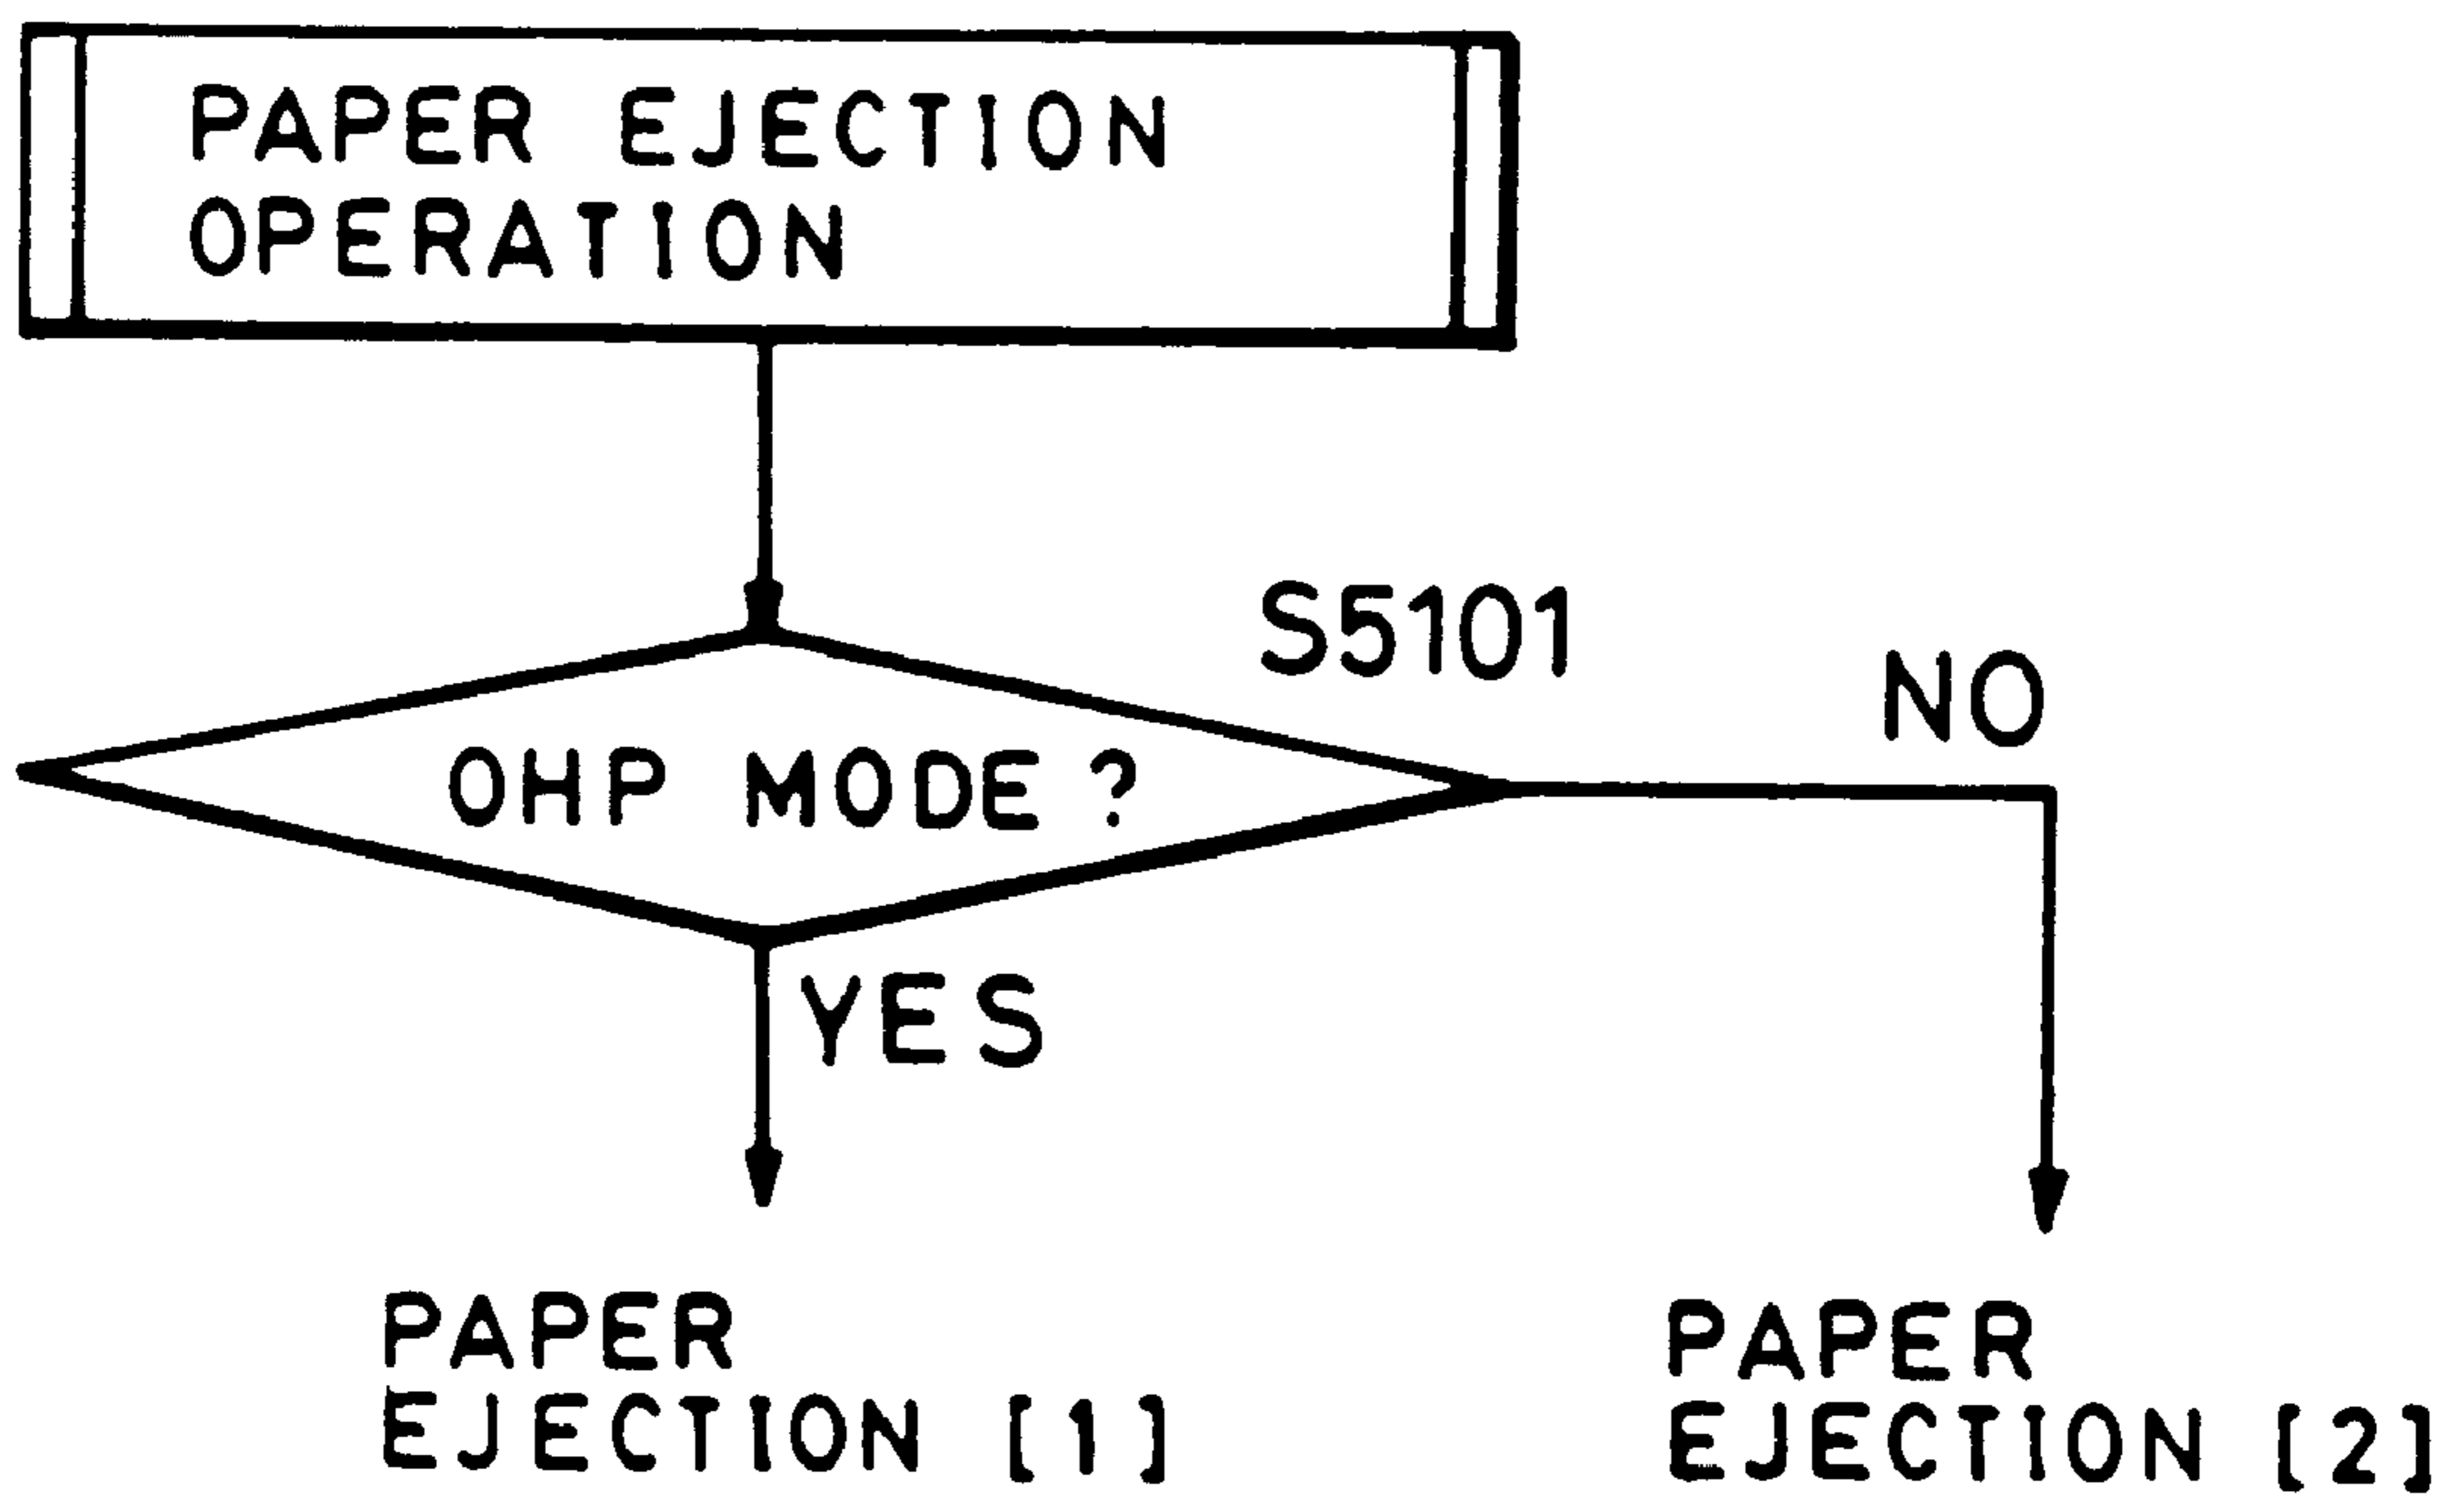 PAPER EJECTION
OPERATION
S5101
NO
OHP MODE?
YES
PAPER
EJECTION [1]
PAPER
EJECTION [2]